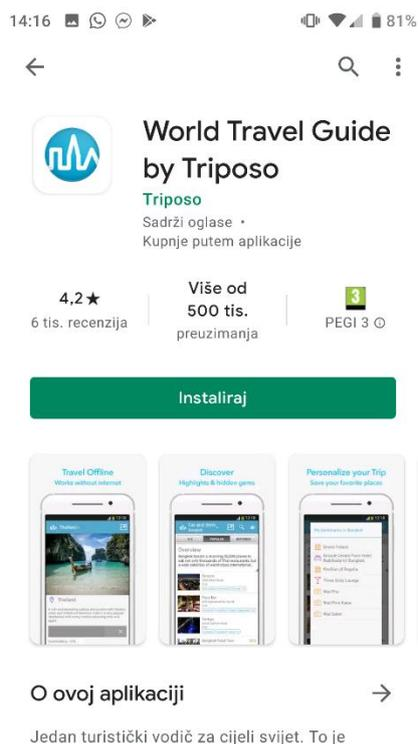 14:16
81%
World Travel Guide
by Triposo
Triposo
Sadrži oglase •
Kupnje putem aplikacije
4,2★
6 tis. recenzija
Više od
500 tis.
preuzimanja
3
PEGI 3
Instaliraj
Travel Offline
Works without internet
Thailand
Thailand
Discover
Highlights & hidden gems
Overview
Personalize your Trip
Save your favorite places
O ovoj aplikaciji
Jedan turistički vodič za cijeli svijet. To je